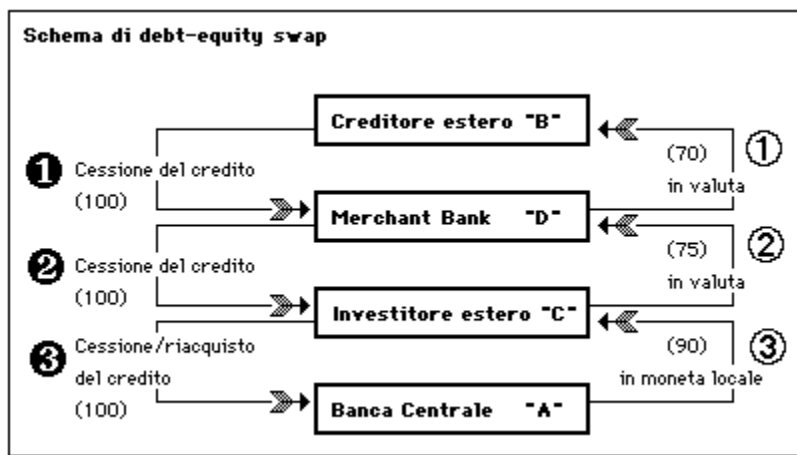 Schema di debt-equity swap
Creditore estero "B"
1
Cessione del credito
(100)
(70)
in valuta
1
Merchant Bank "D"
2
Cessione del credito
(100)
(75)
in valuta
2
Investitore estero "C"
3
Cessione/riacquisto
del credito
(100)
(90)
in moneta locale
3
Banca Centrale "A"